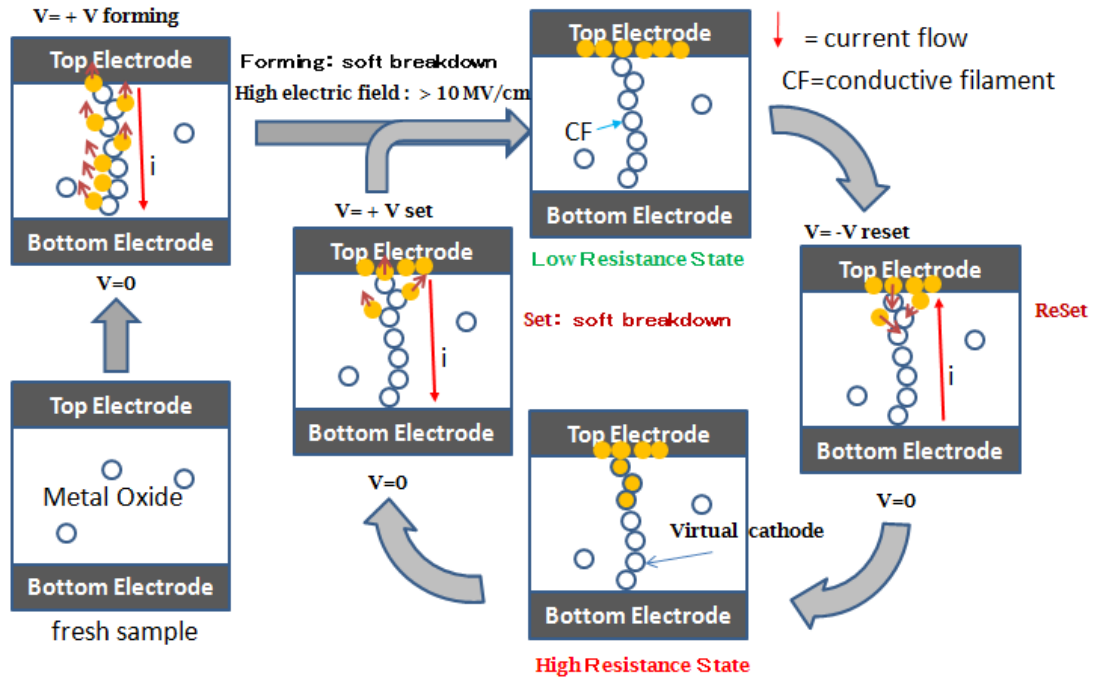 V= + V forming
Top Electrode
i
Bottom Electrode
V=0
Top Electrode
Metal Oxide
Bottom Electrode
fresh sample
Forming: soft breakdown
High electric field : > 10 MV/cm
Top Electrode
CF
Bottom Electrode
Low Resistance State
= current flow
CF=conductive filament
V= + V set
Top Electrode
i
Bottom Electrode
Set: soft breakdown
V=0
V= -V reset
Top Electrode
i
Bottom Electrode
ReSet
V=0
Top Electrode
Virtual cathode
Bottom Electrode
High Resistance State